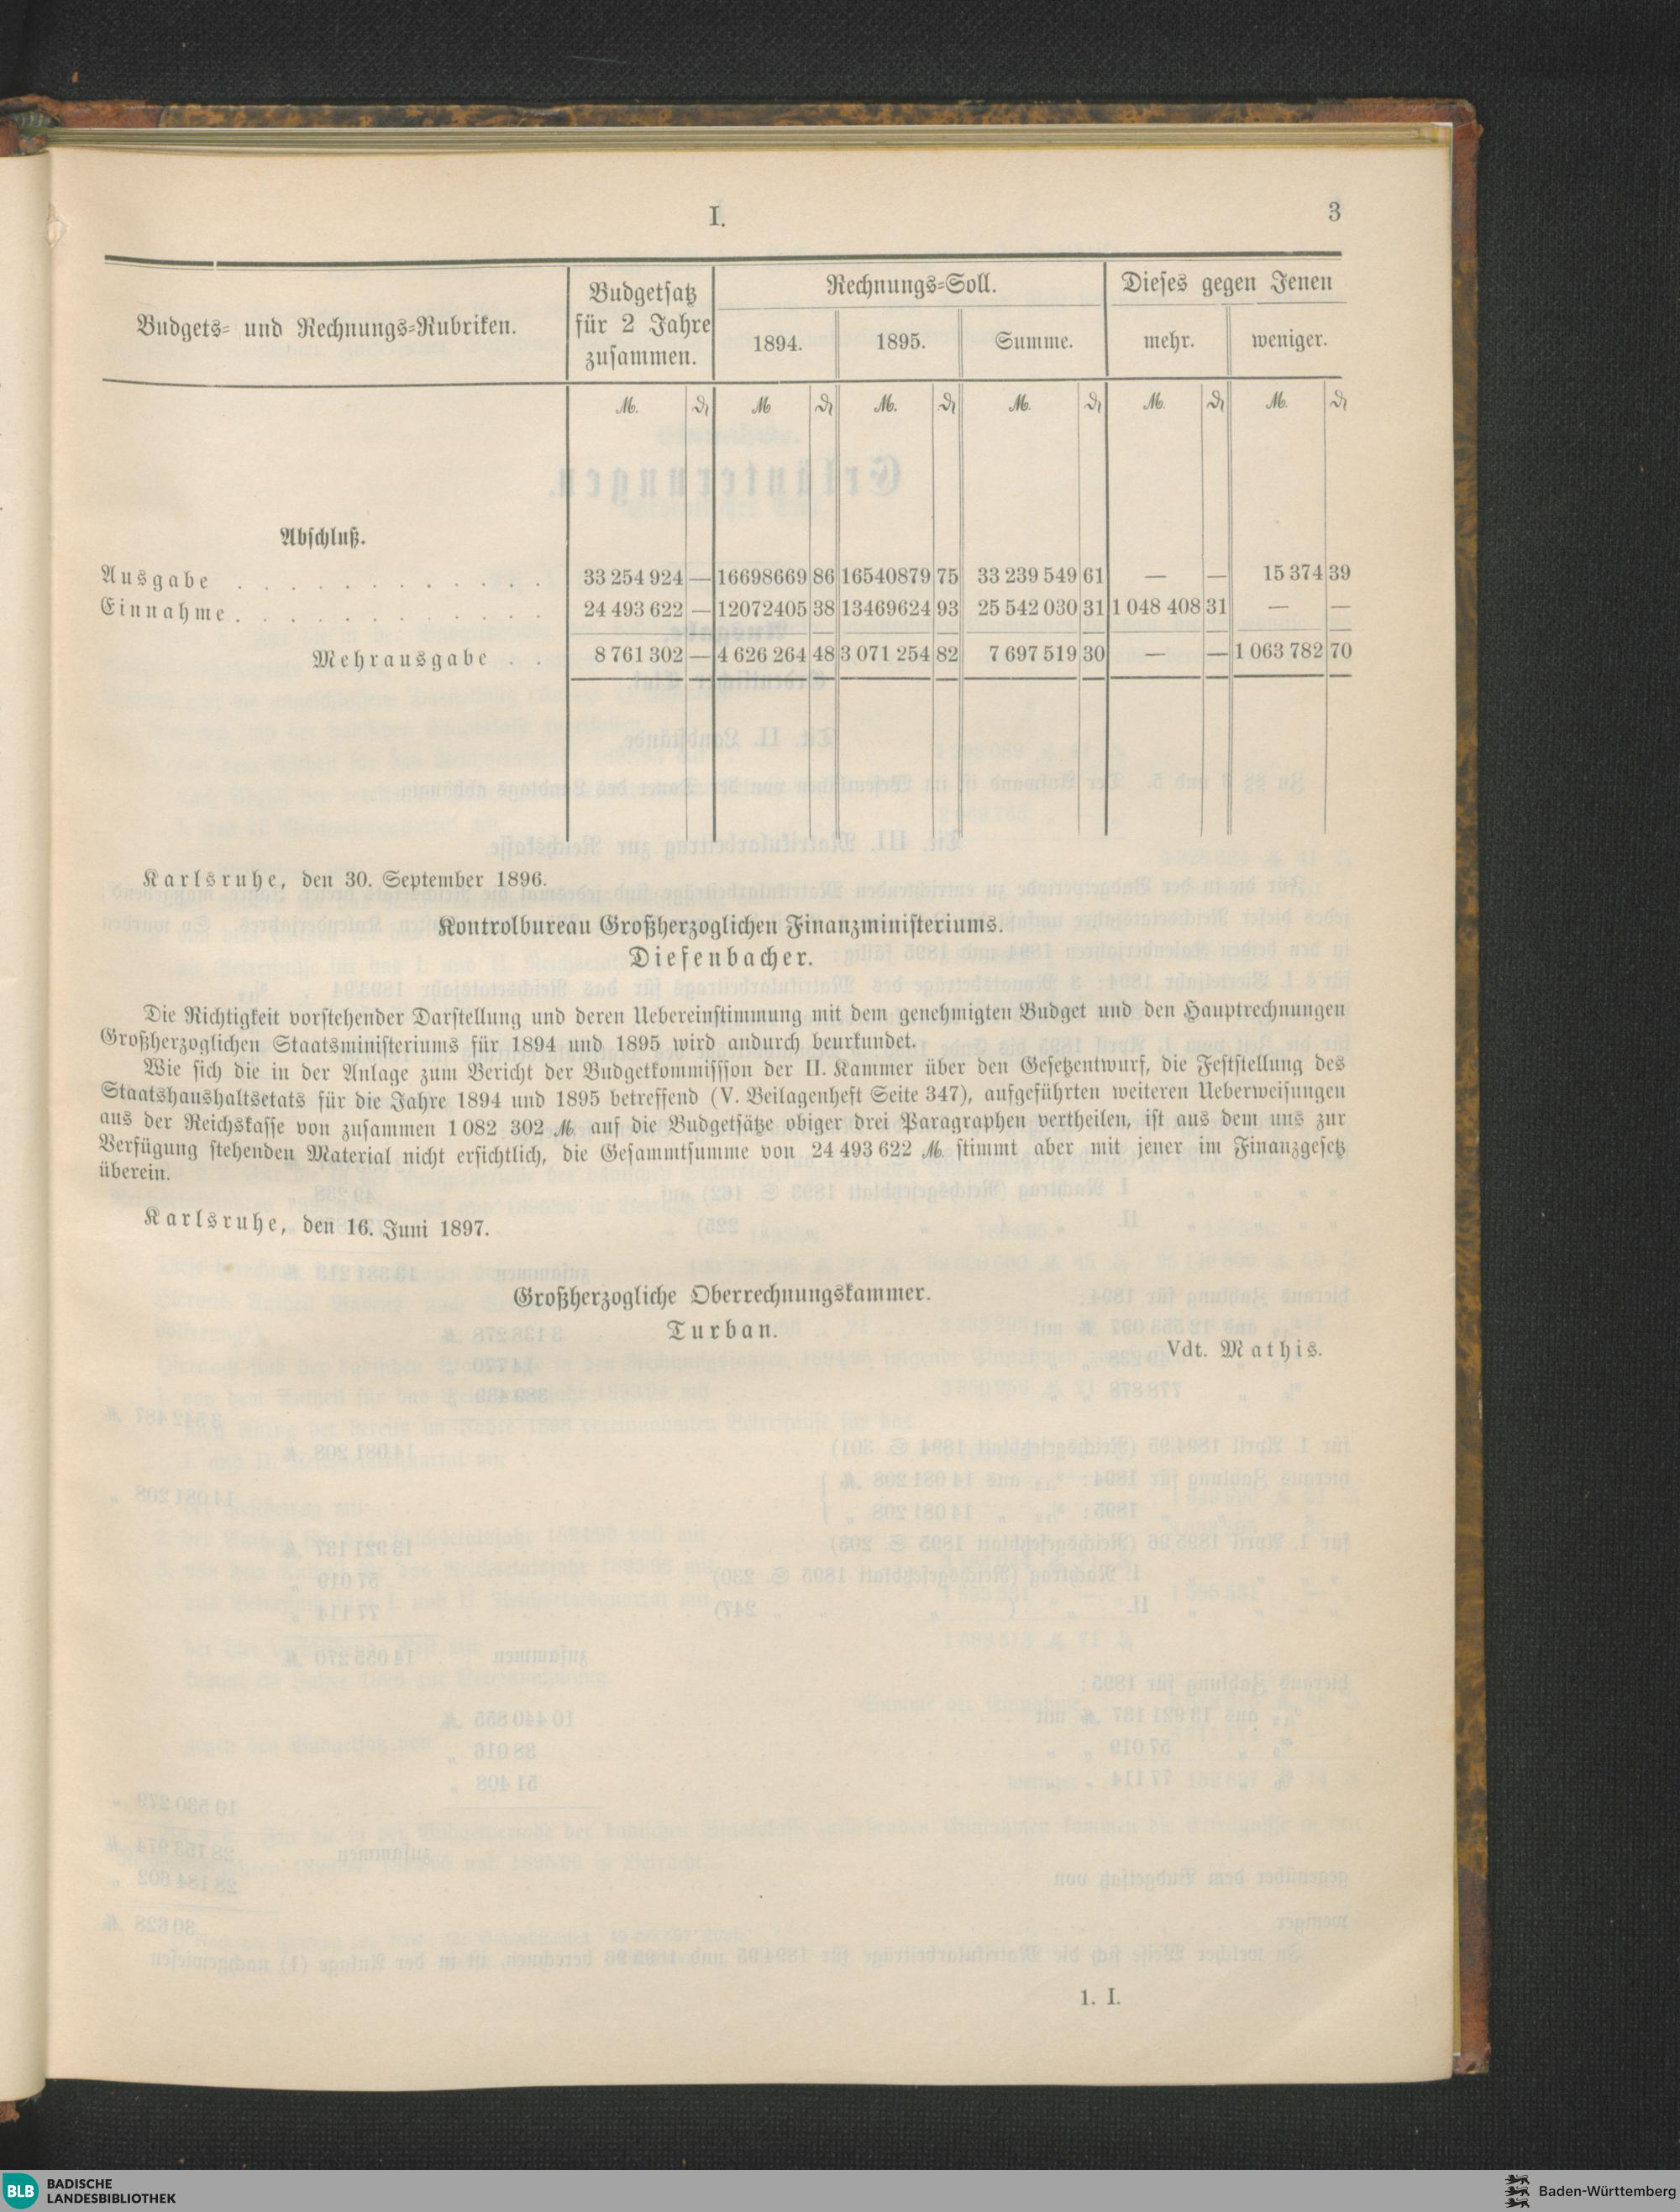 I.
3
Budgets- und Rechnungs-Rubriken.
Budgetsatz für 2 Jahre zusammen.
Rechnungs-Soll.
Dieses gegen Jenen
1894. 1895. Summe. mehr. weniger.
ℳ. ₰ ℳ ₰ ℳ. ₰ ℳ. ₰ ℳ. ₰ ℳ. ₰
Abschluß.
Ausgabe . . . . . . . . . . . . 33 254 924 — 16698669 86 16540879 75 33 239 549 61 — — 15 374 39
Einnahme . . . . . . . . . . . . 24 493 622 — 12072405 38 13469624 93 25 542 030 31 1 048 408 31 — —
Mehrausgabe . . 8 761 302 — 4 626 264 48 3 071 254 82 7 697 519 30 — — 1 063 782 70
Karlsruhe, den 30. September 1896.
Kontrolbureau Großherzoglichen Finanzministeriums.
Diefenbacher.
Die Richtigkeit vorstehender Darstellung und deren Uebereinstimmung mit dem genehmigten Budget und den Hauptrechnungen
Großherzoglichen Staatsministeriums für 1894 und 1895 wird andurch beurkundet.
Wie sich die in der Anlage zum Bericht der Budgetkommission der II. Kammer über den Gesetzentwurf, die Feststellung des
Staatshaushaltsetats für die Jahre 1894 und 1895 betreffend (V. Beilagenheft Seite 347), aufgeführten weiteren Ueberweisungen
aus der Reichskasse von zusammen 1 082 302 ℳ. auf die Budgetsätze obiger drei Paragraphen vertheilen, ist aus dem uns zur
Verfügung stehenden Material nicht ersichtlich, die Gesammtsumme von 24 493 622 ℳ. stimmt aber mit jener im Finanzgesetz
überein.
Karlsruhe, den 16. Juni 1897.
Großherzogliche Oberrechnungskammer.
Turban.
Vdt. Mathis.
1. I.
BLB BADISCHE
LANDESBIBLIOTHEK
Baden-Württemberg